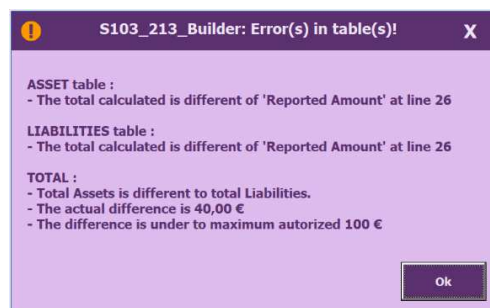 S103_213_Builder: Error(s) in table(s)!
X
ASSET table :
- The total calculated is different of 'Reported Amount' at line 26
LIABILITIES table :
- The total calculated is different of 'Reported Amount' at line 26
TOTAL :
- Total Assets is different to total Liabilities.
- The actual difference is 40,00 €
- The difference is under to maximum autorized 100 €
Ok